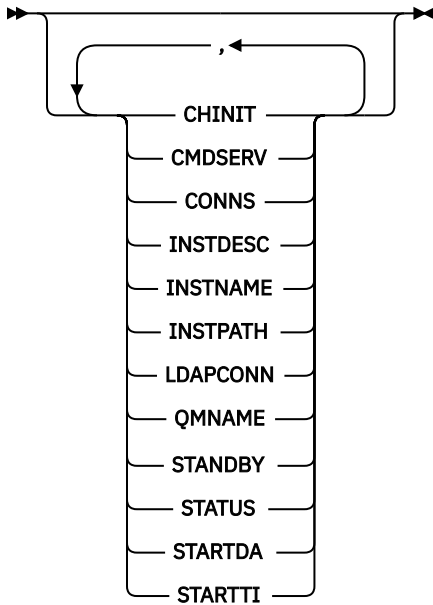 ,
CHINIT
CMDSERV
CONNS
INSTDESC
INSTNAME
INSTPATH
LDAPCONN
QMNAME
STANDBY
STATUS
STARTDA
STARTTI